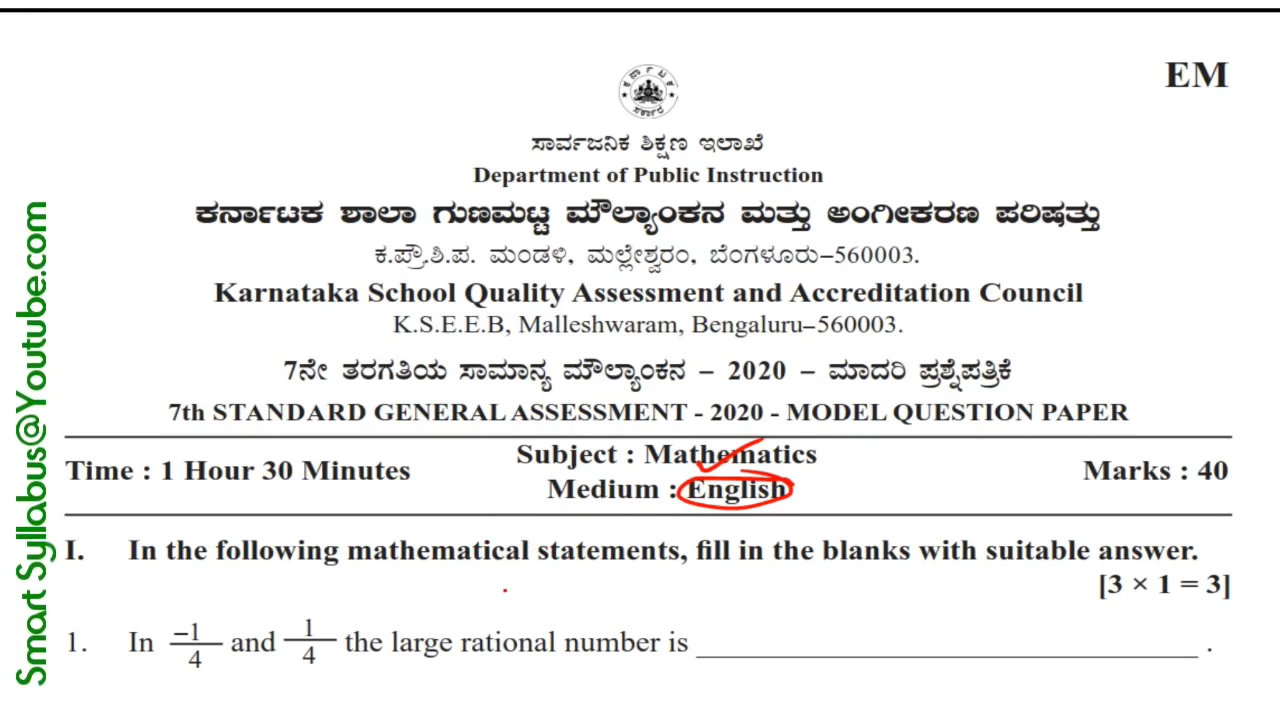 EM
ಸಾರ್ವಜನಿಕ ಶಿಕ್ಷಣ ಇಲಾಖೆ
Department of Public Instruction
ಕರ್ನಾಟಕ ಶಾಲಾ ಗುಣಮಟ್ಟ ಮೌಲ್ಯಾಂಕನ ಮತ್ತು ಅಂಗೀಕರಣ ಪರಿಷತ್ತು
ಕ.ಪ್ರೌ.ಶಿ.ಪ. ಮಂಡಳಿ, ಮಲ್ಲೇಶ್ವರಂ, ಬೆಂಗಳೂರು–560003.
Karnataka School Quality Assessment and Accreditation Council
K.S.E.E.B, Malleshwaram, Bengaluru–560003.
7ನೇ ತರಗತಿಯ ಸಾಮಾನ್ಯ ಮೌಲ್ಯಾಂಕನ – 2020 – ಮಾದರಿ ಪ್ರಶ್ನೆಪತ್ರಿಕೆ
7th STANDARD GENERAL ASSESSMENT - 2020 - MODEL QUESTION PAPER
Time : 1 Hour 30 Minutes
Subject : Mathematics
Medium : English
Marks : 40
I. In the following mathematical statements, fill in the blanks with suitable answer.
[3 × 1 = 3]
1. In −1/4 and 1/4 the large rational number is ______________________ .
Smart Syllabus@Youtube.com